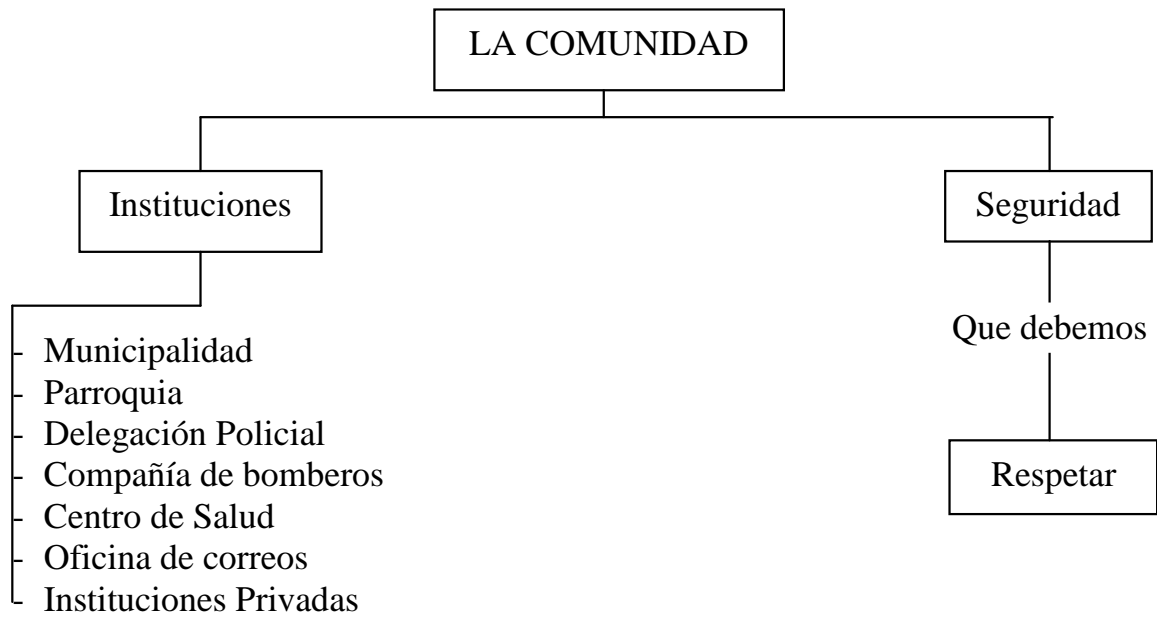 LA COMUNIDAD
Instituciones
Seguridad
Que debemos
Respetar
- Municipalidad
- Parroquia
- Delegación Policial
- Compañía de bomberos
- Centro de Salud
- Oficina de correos
- Instituciones Privadas